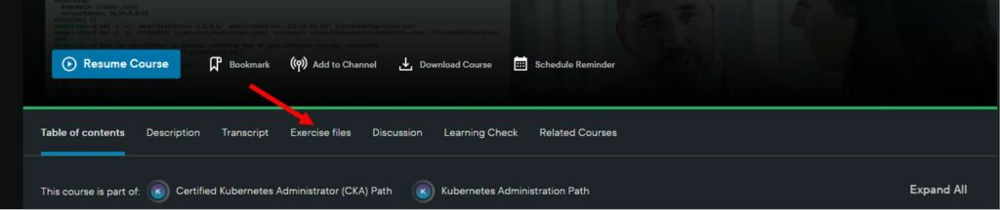 Resume Course
Bookmark
Add to Channel
Download Course
Schedule Reminder
Table of contents
Description
Transcript
Exercise files
Discussion
Learning Check
Related Courses
This course is part of:
K
Certified Kubernetes Administrator (CKA) Path
K
Kubernetes Administration Path
Expand All